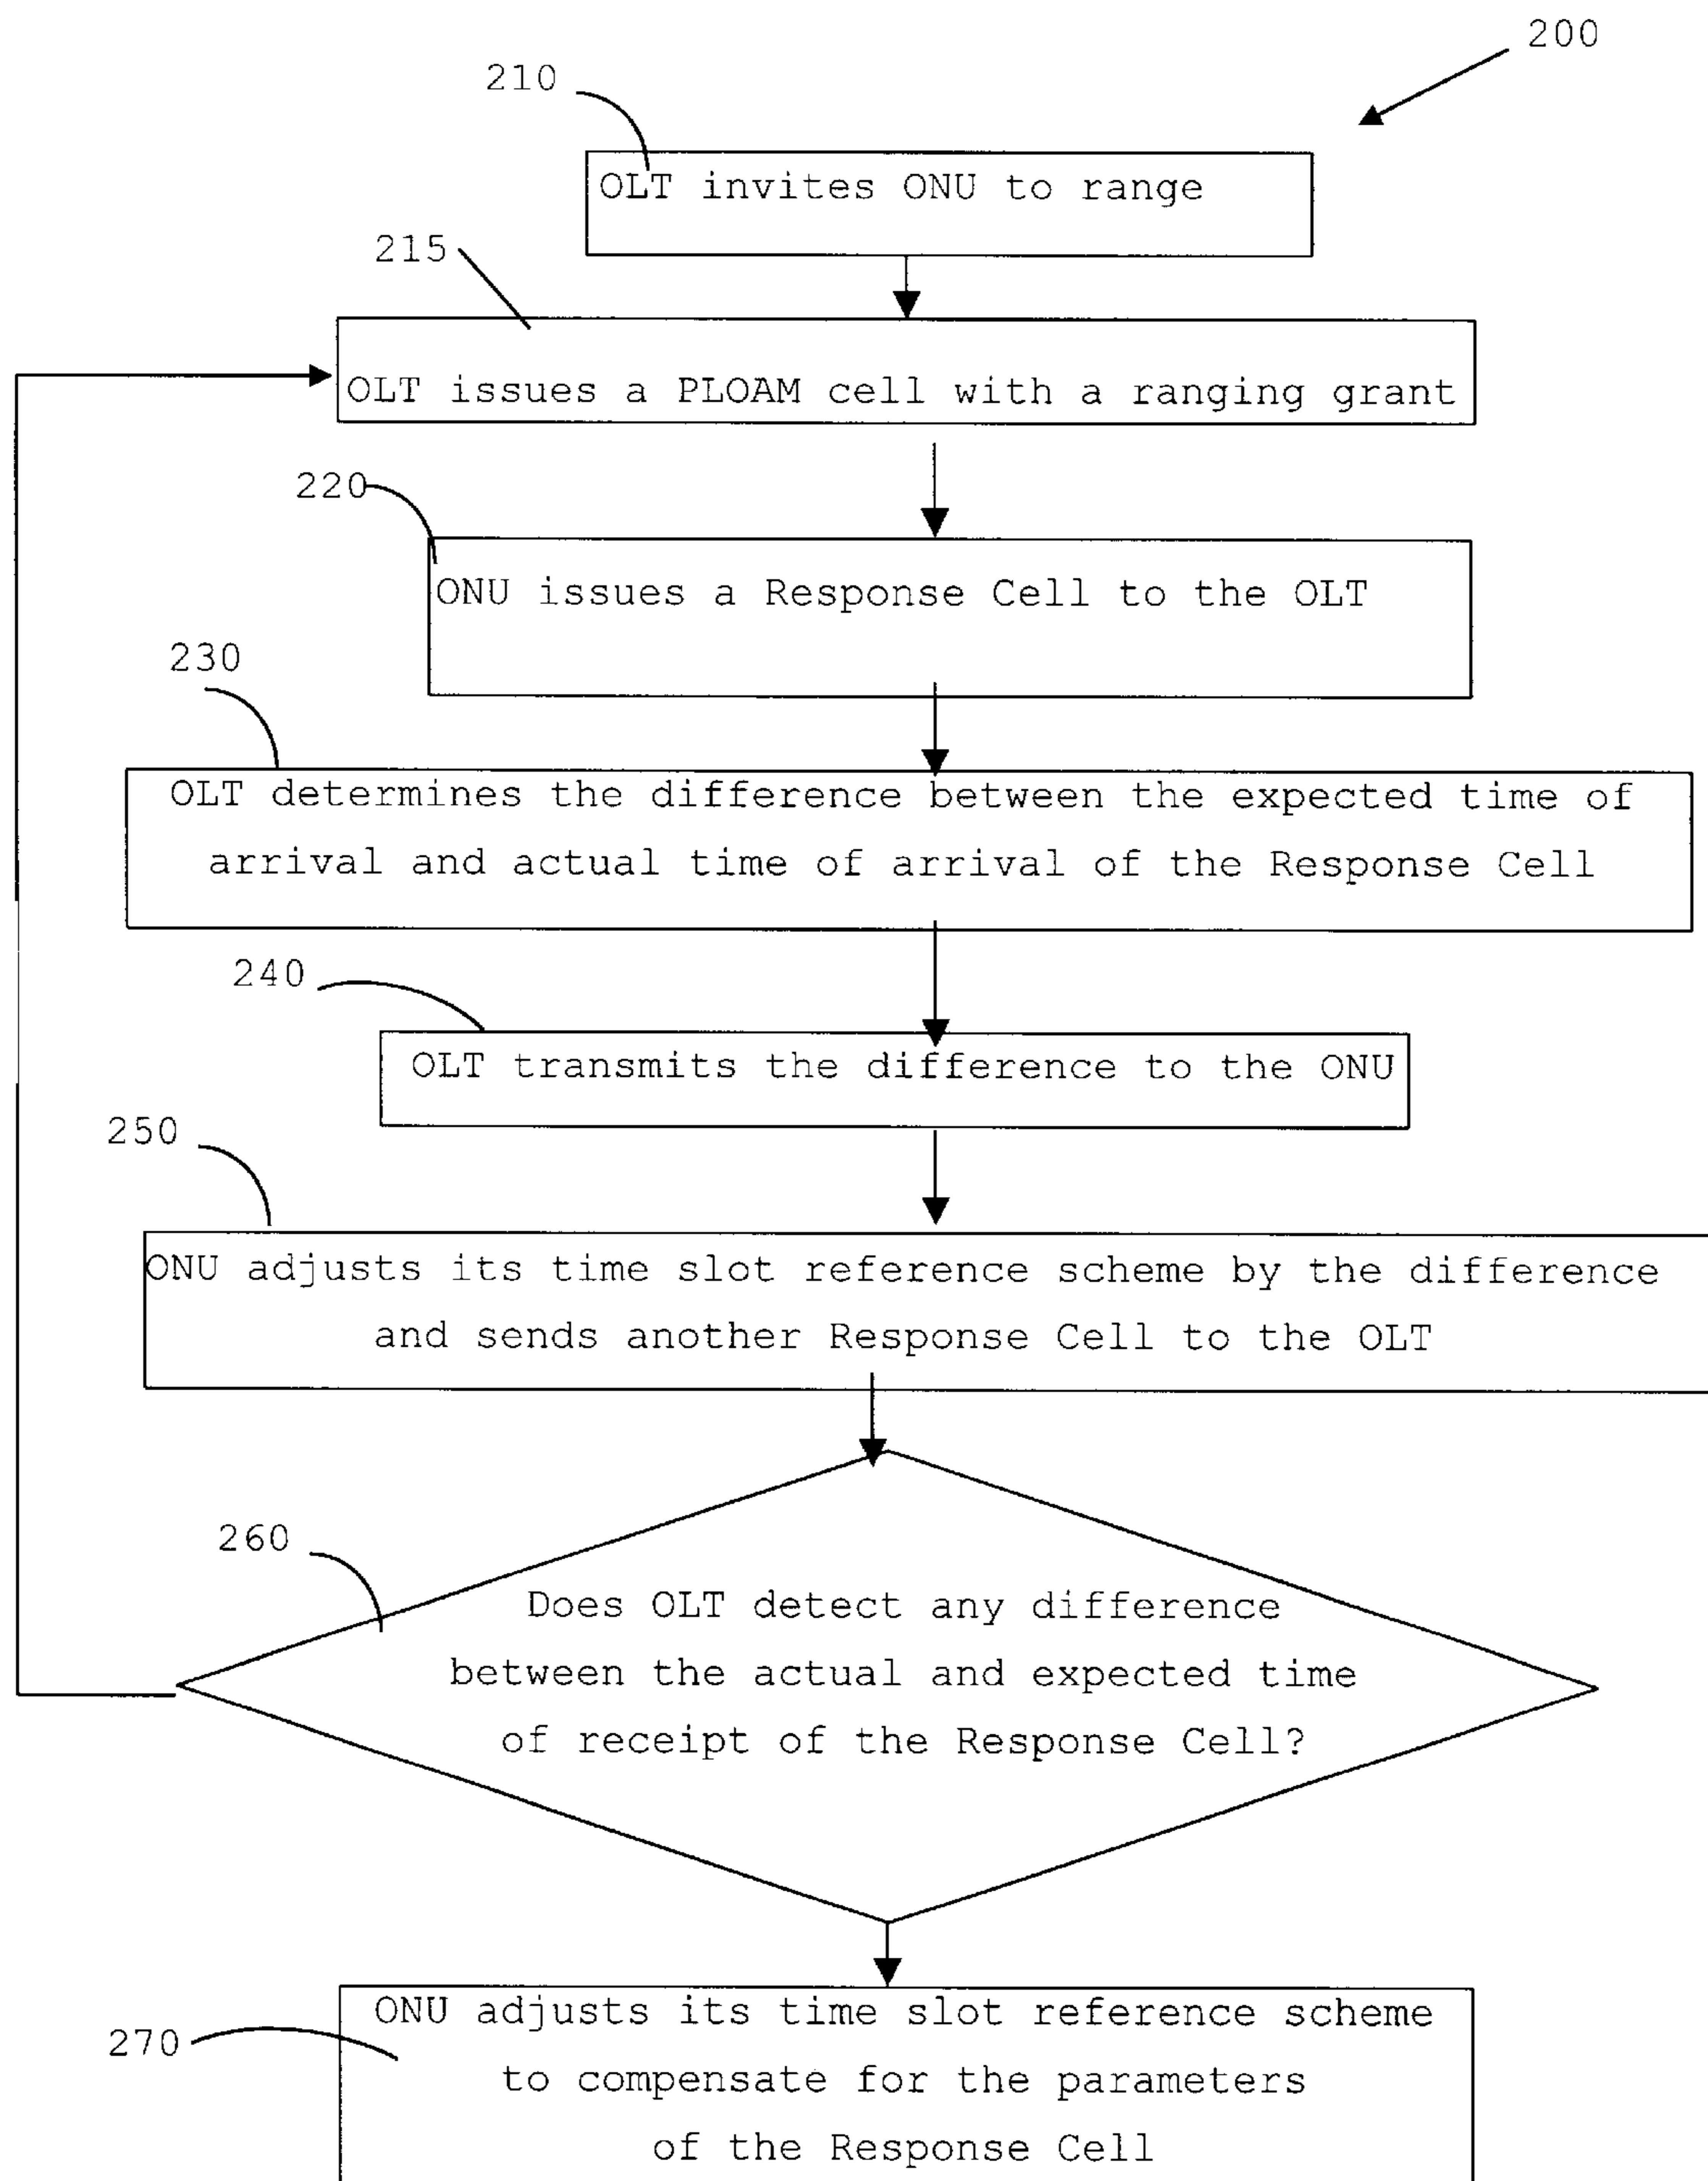 200
210
OLT invites ONU to range
215
OLT issues a PLOAM cell with a ranging grant
220
ONU issues a Response Cell to the OLT
230
OLT determines the difference between the expected time of
arrival and actual time of arrival of the Response Cell
240
OLT transmits the difference to the ONU
250
ONU adjusts its time slot reference scheme by the difference
and sends another Response Cell to the OLT
260
Does OLT detect any difference
between the actual and expected time
of receipt of the Response Cell?
270
ONU adjusts its time slot reference scheme
to compensate for the parameters
of the Response Cell